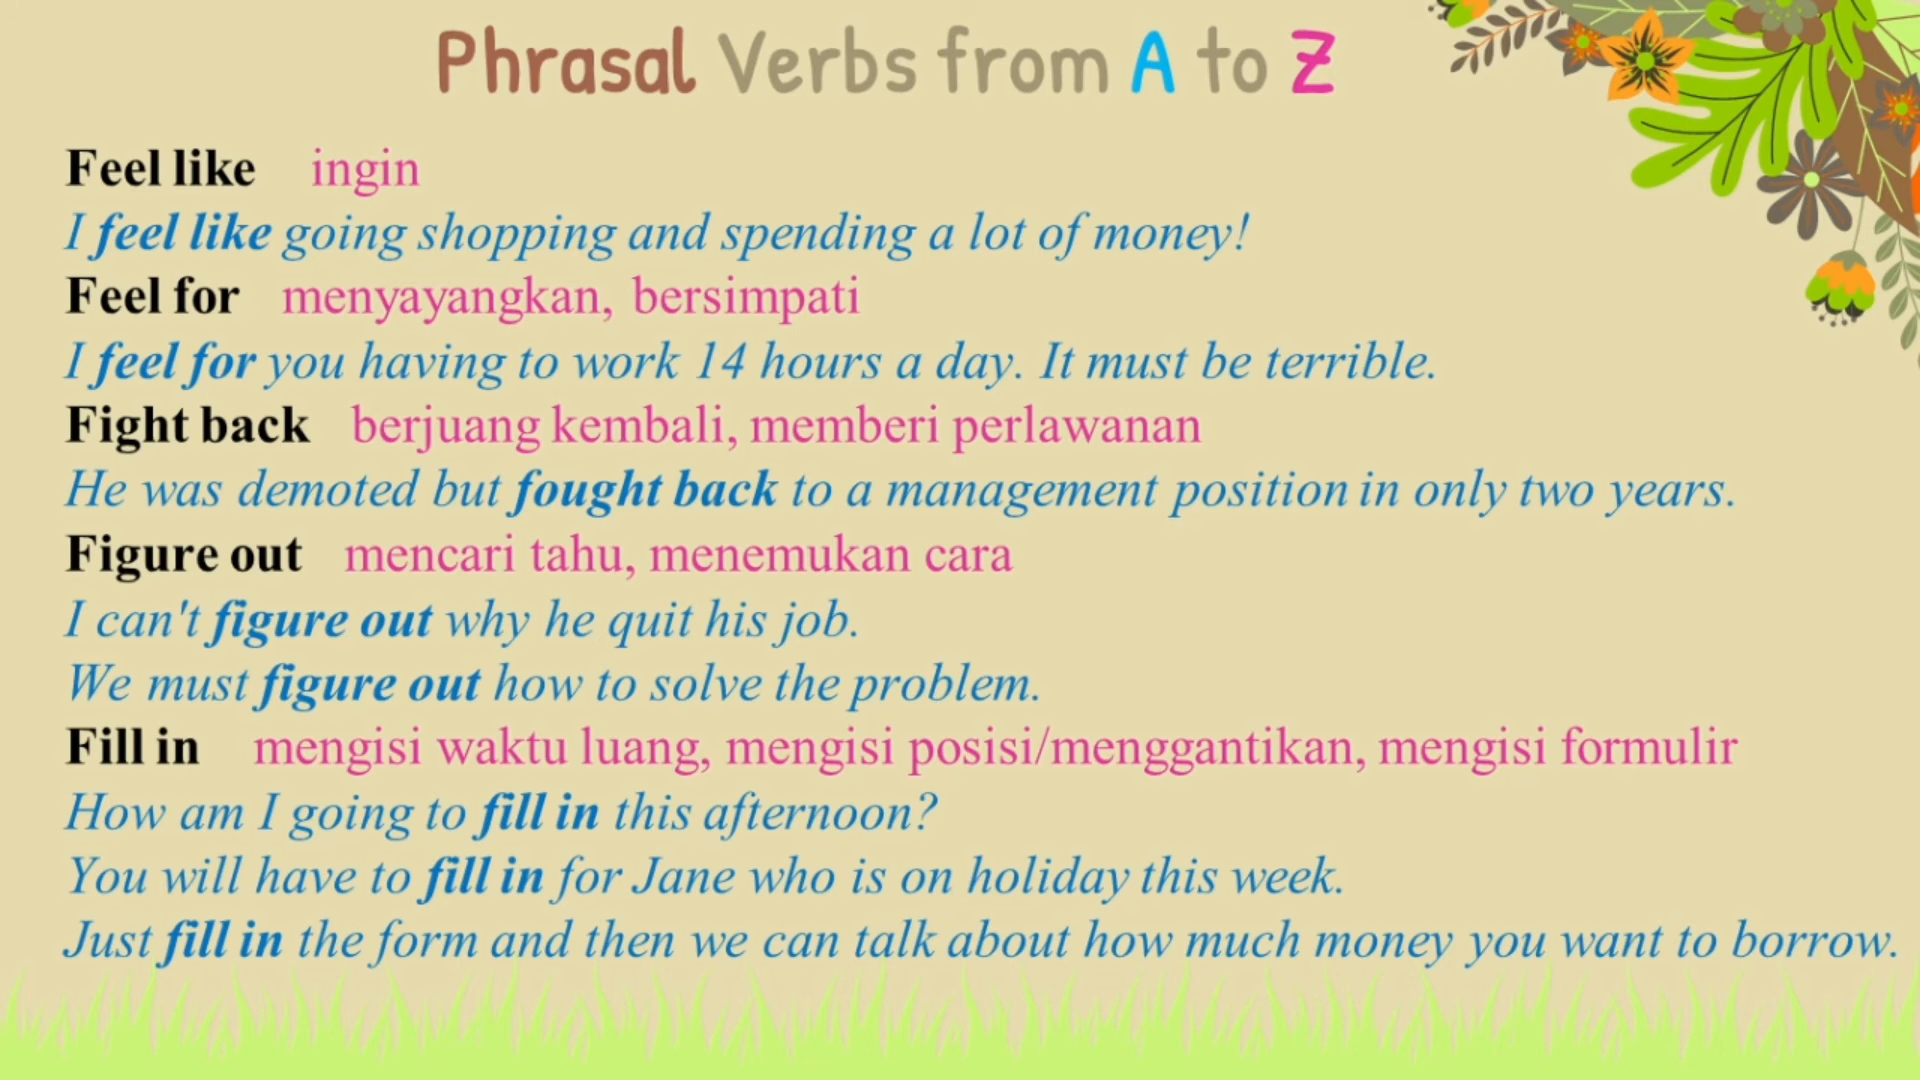 Phrasal Verbs from A to Z
Feel like ingin
I feel like going shopping and spending a lot of money!
Feel for menyayangkan, bersimpati
I feel for you having to work 14 hours a day. It must be terrible.
Fight back berjuang kembali, memberi perlawanan
He was demoted but fought back to a management position in only two years.
Figure out mencari tahu, menemukan cara
I can't figure out why he quit his job.
We must figure out how to solve the problem.
Fill in mengisi waktu luang, mengisi posisi/menggantikan, mengisi formulir
How am I going to fill in this afternoon?
You will have to fill in for Jane who is on holiday this week.
Just fill in the form and then we can talk about how much money you want to borrow.